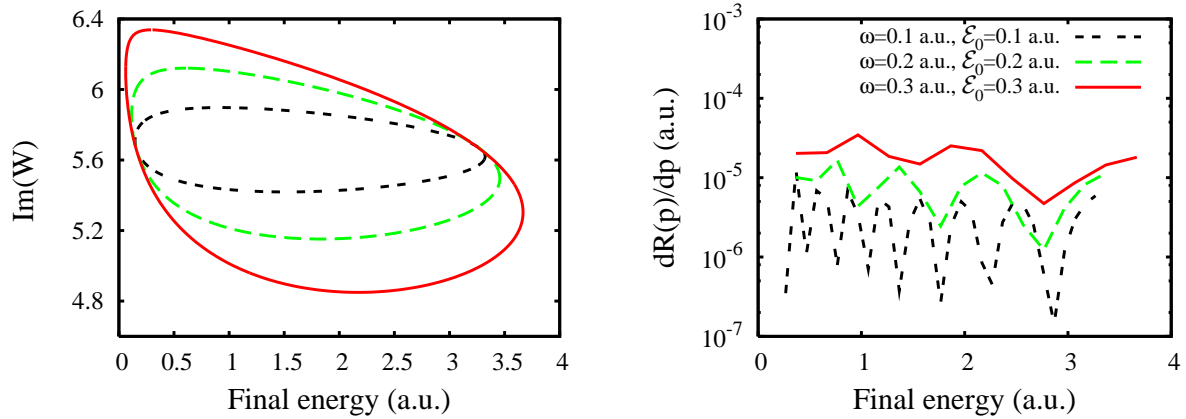 6.4
6
5.6
5.2
4.8
Im(W)
0 0.5 1 1.5 2 2.5 3 3.5 4
Final energy (a.u.)
10⁻³
10⁻⁴
10⁻⁵
10⁻⁶
10⁻⁷
dR(p)/dp (a.u.)
ω=0.1 a.u., ℰ₀=0.1 a.u.
ω=0.2 a.u., ℰ₀=0.2 a.u.
ω=0.3 a.u., ℰ₀=0.3 a.u.
0 1 2 3 4
Final energy (a.u.)